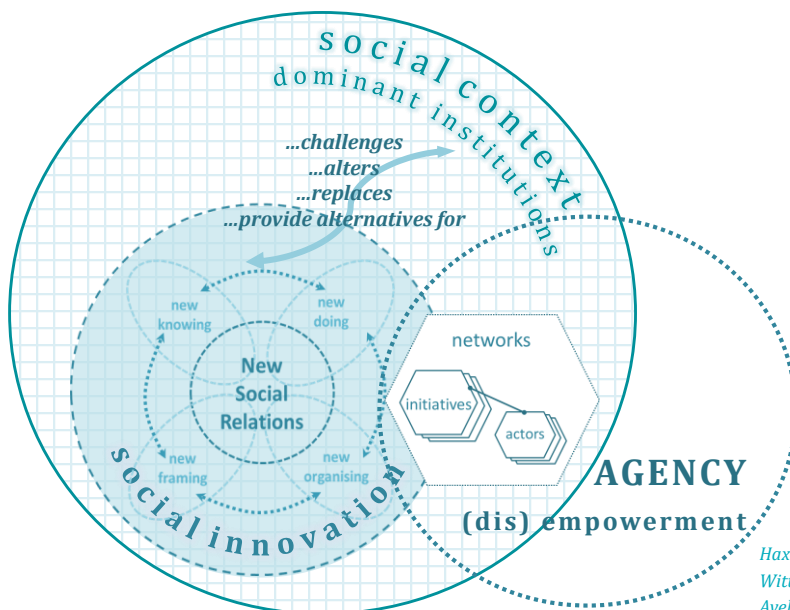 social context
dominant institutions
...challenges
...alters
...replaces
...provide alternatives for
new
knowing
new
doing
New
Social
Relations
new
framing
new
organising
social innovation
networks
initiatives
actors
AGENCY
(dis) empowerment
Hax